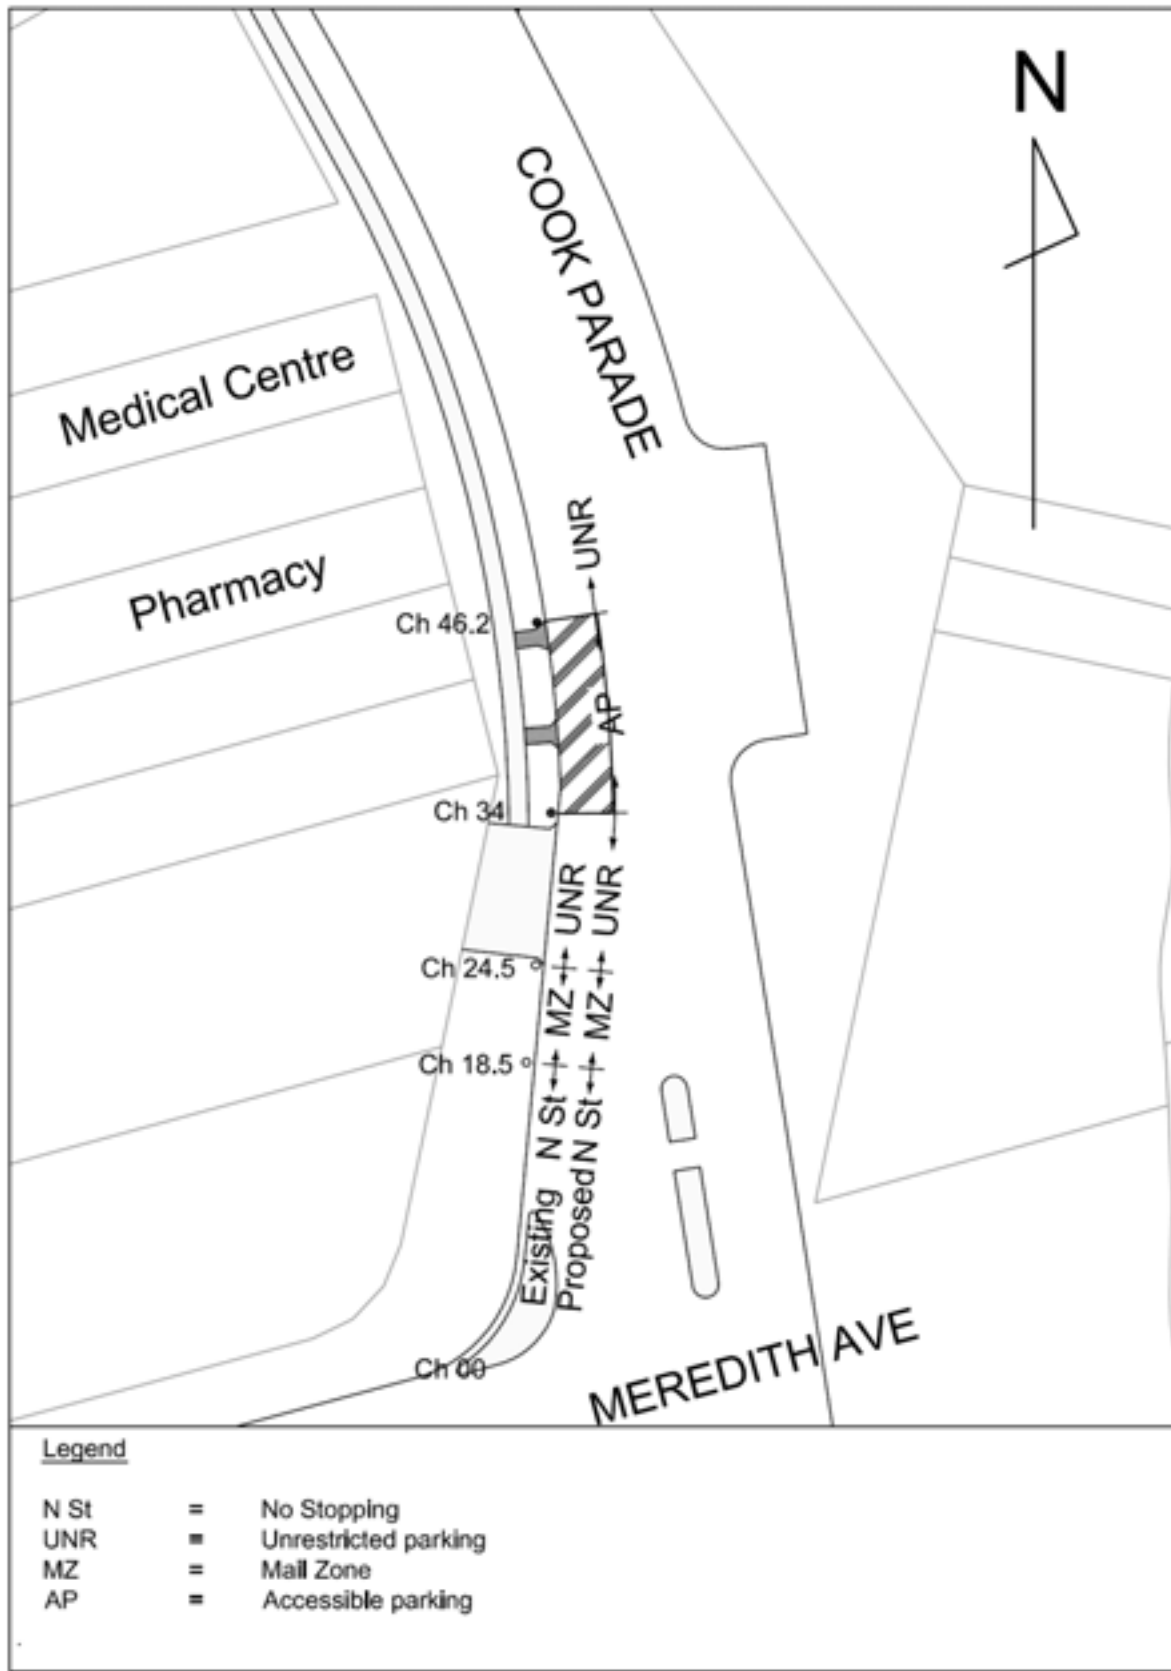 N
COOK PARADE
Medical Centre
UNR
Pharmacy
Ch 46.2
AP
Ch 34
UNR
UNR
Ch 24.5
MZ
MZ
Ch 18.5
Existing N St
Proposed N St
Ch 00
MEREDITH AVE
Legend
N St = No Stopping
UNR = Unrestricted parking
MZ = Mail Zone
AP = Accessible parking